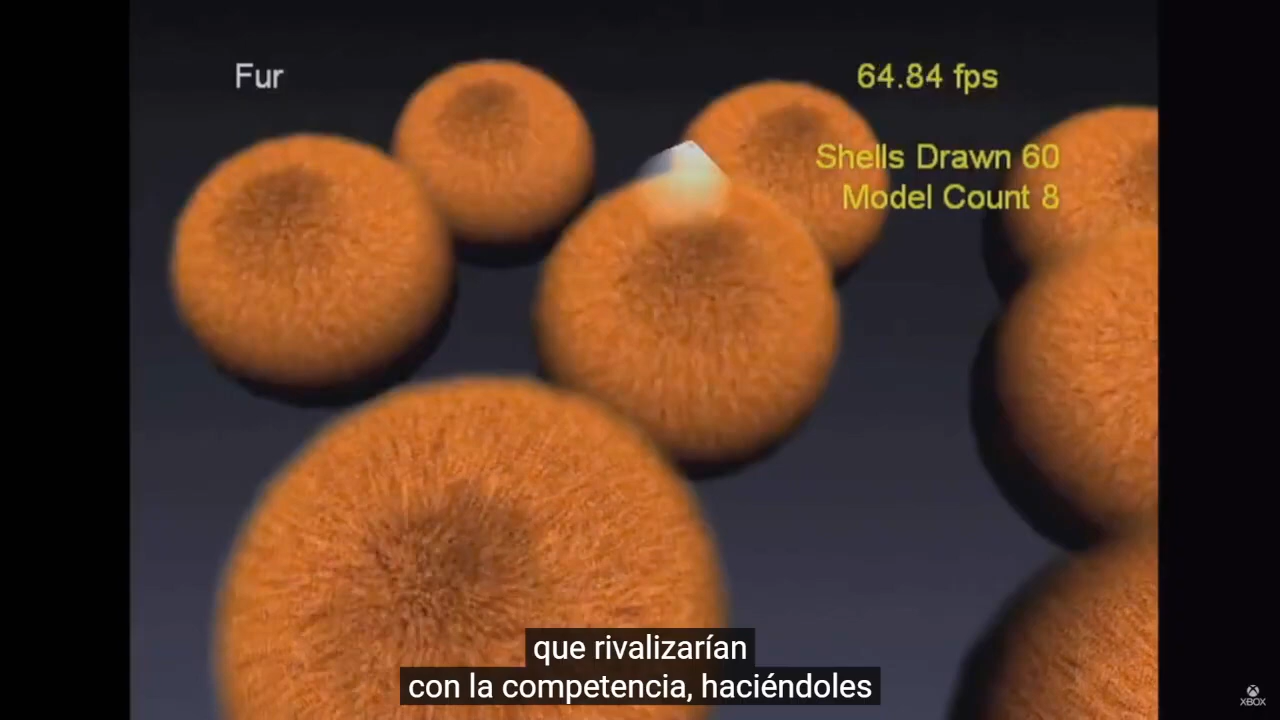 Fur
64.84 fps
Shells Drawn 60
Model Count 8
que rivalizarían
con la competencia, haciéndoles
XBOX